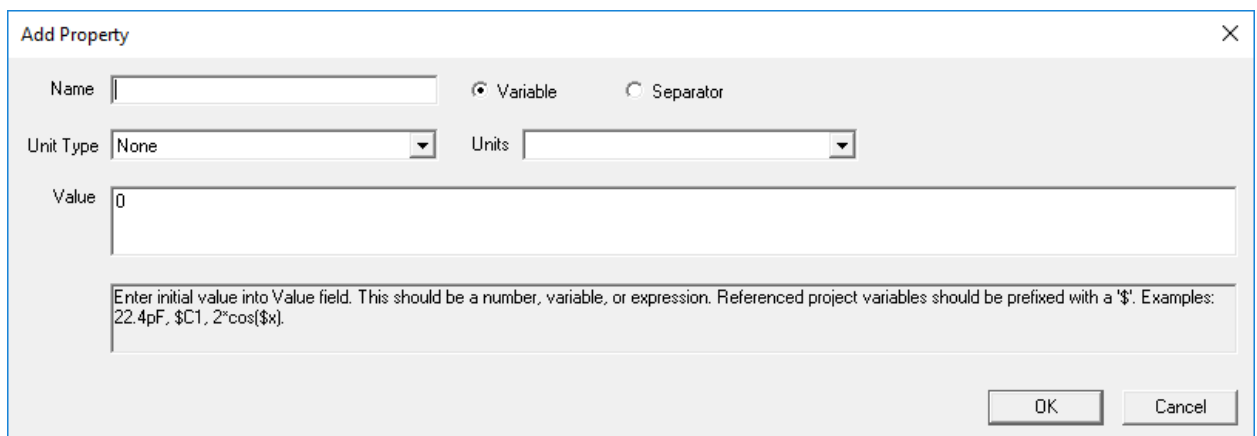 Add Property
Name
Variable
Separator
Unit Type None
Units
Value 0
Enter initial value into Value field. This should be a number, variable, or expression. Referenced project variables should be prefixed with a '$'. Examples:
22.4pF, $C1, 2*cos($x).
OK
Cancel